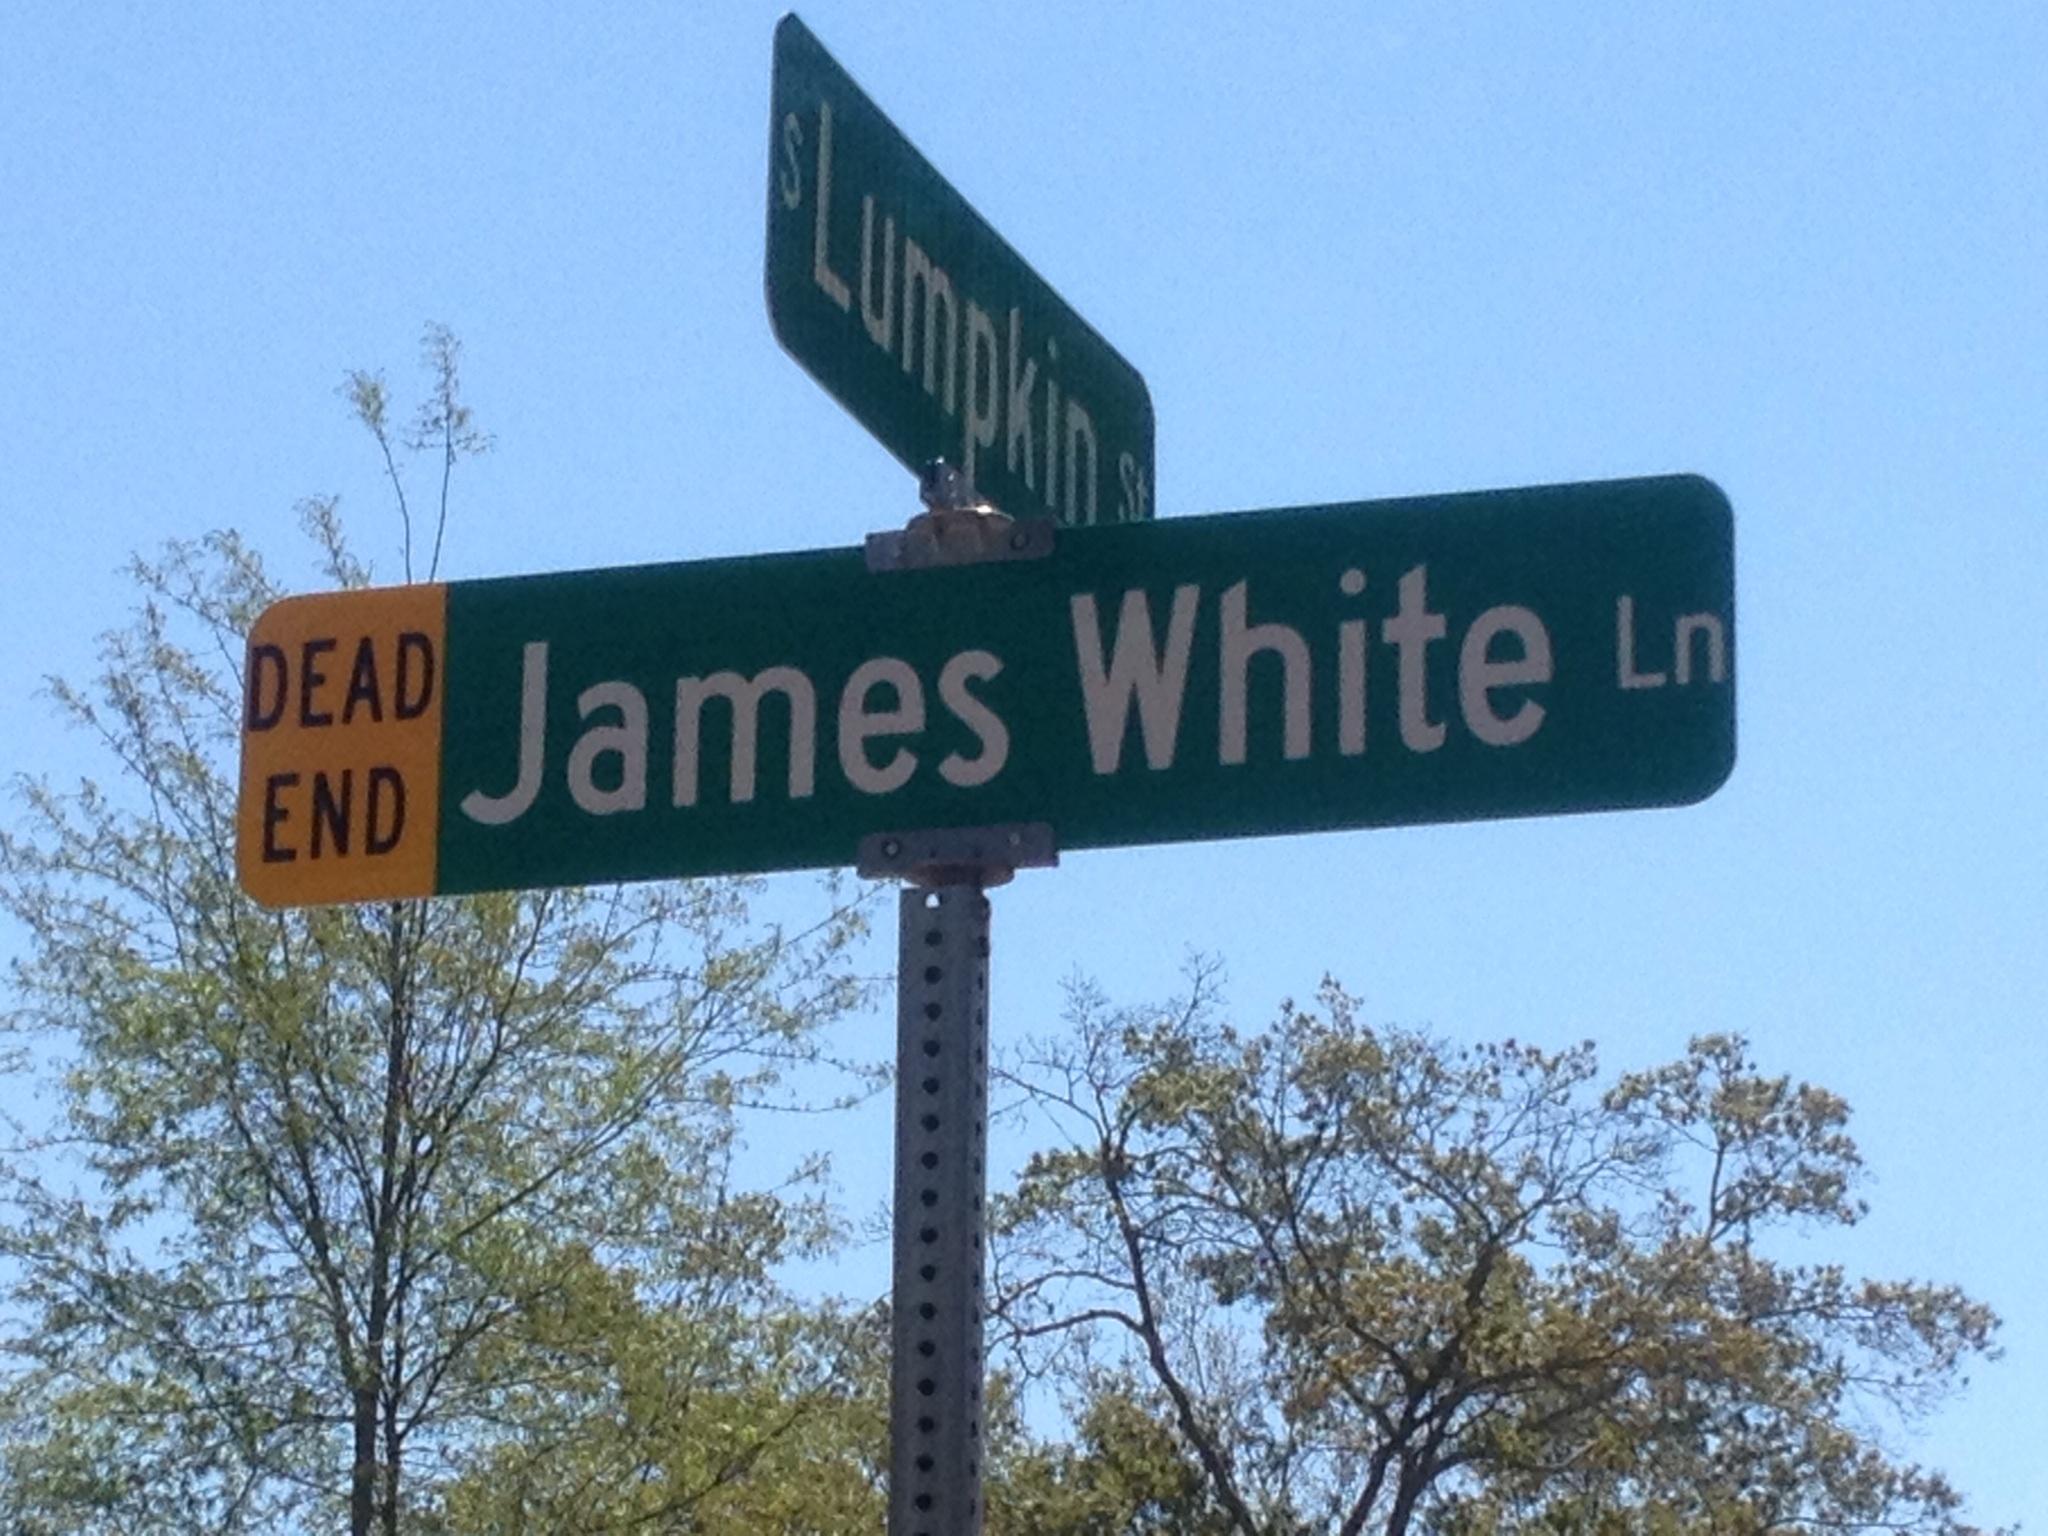 S Lumpkin St
DEAD
END
James White Ln